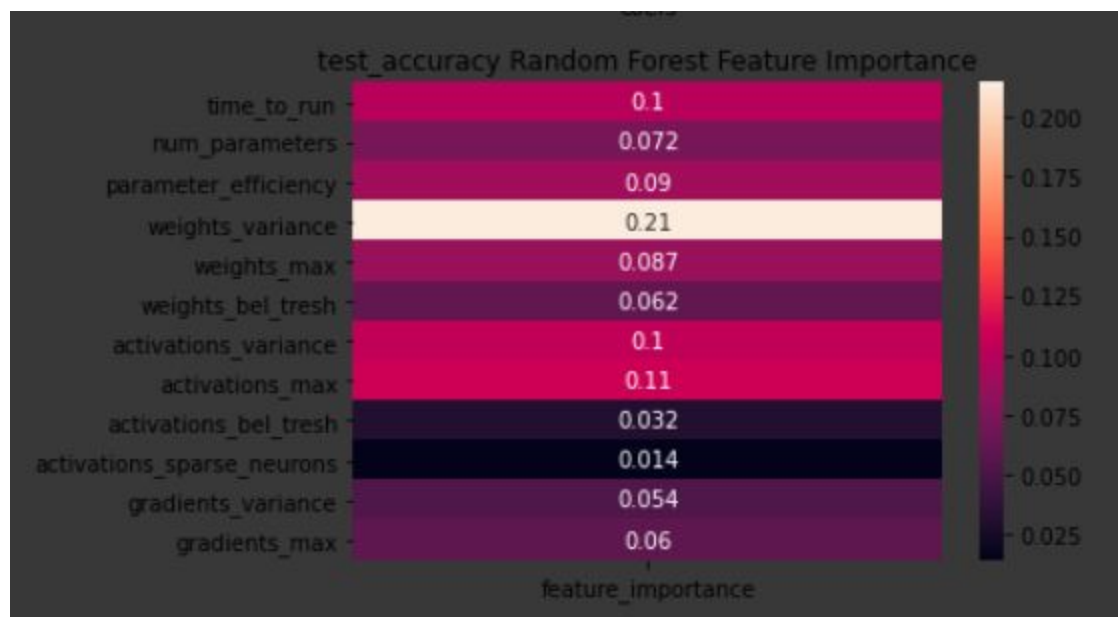 test_accuracy Random Forest Feature Importance
time_to_run 0.1
num_parameters 0.072
parameter_efficiency 0.09
weights_variance 0.21
weights_max 0.087
weights_bel_tresh 0.062
activations_variance 0.1
activations_max 0.11
activations_bel_tresh 0.032
activations_sparse_neurons 0.014
gradients_variance 0.054
gradients_max 0.06
feature_importance
0.200
0.175
0.150
0.125
0.100
0.075
0.050
0.025